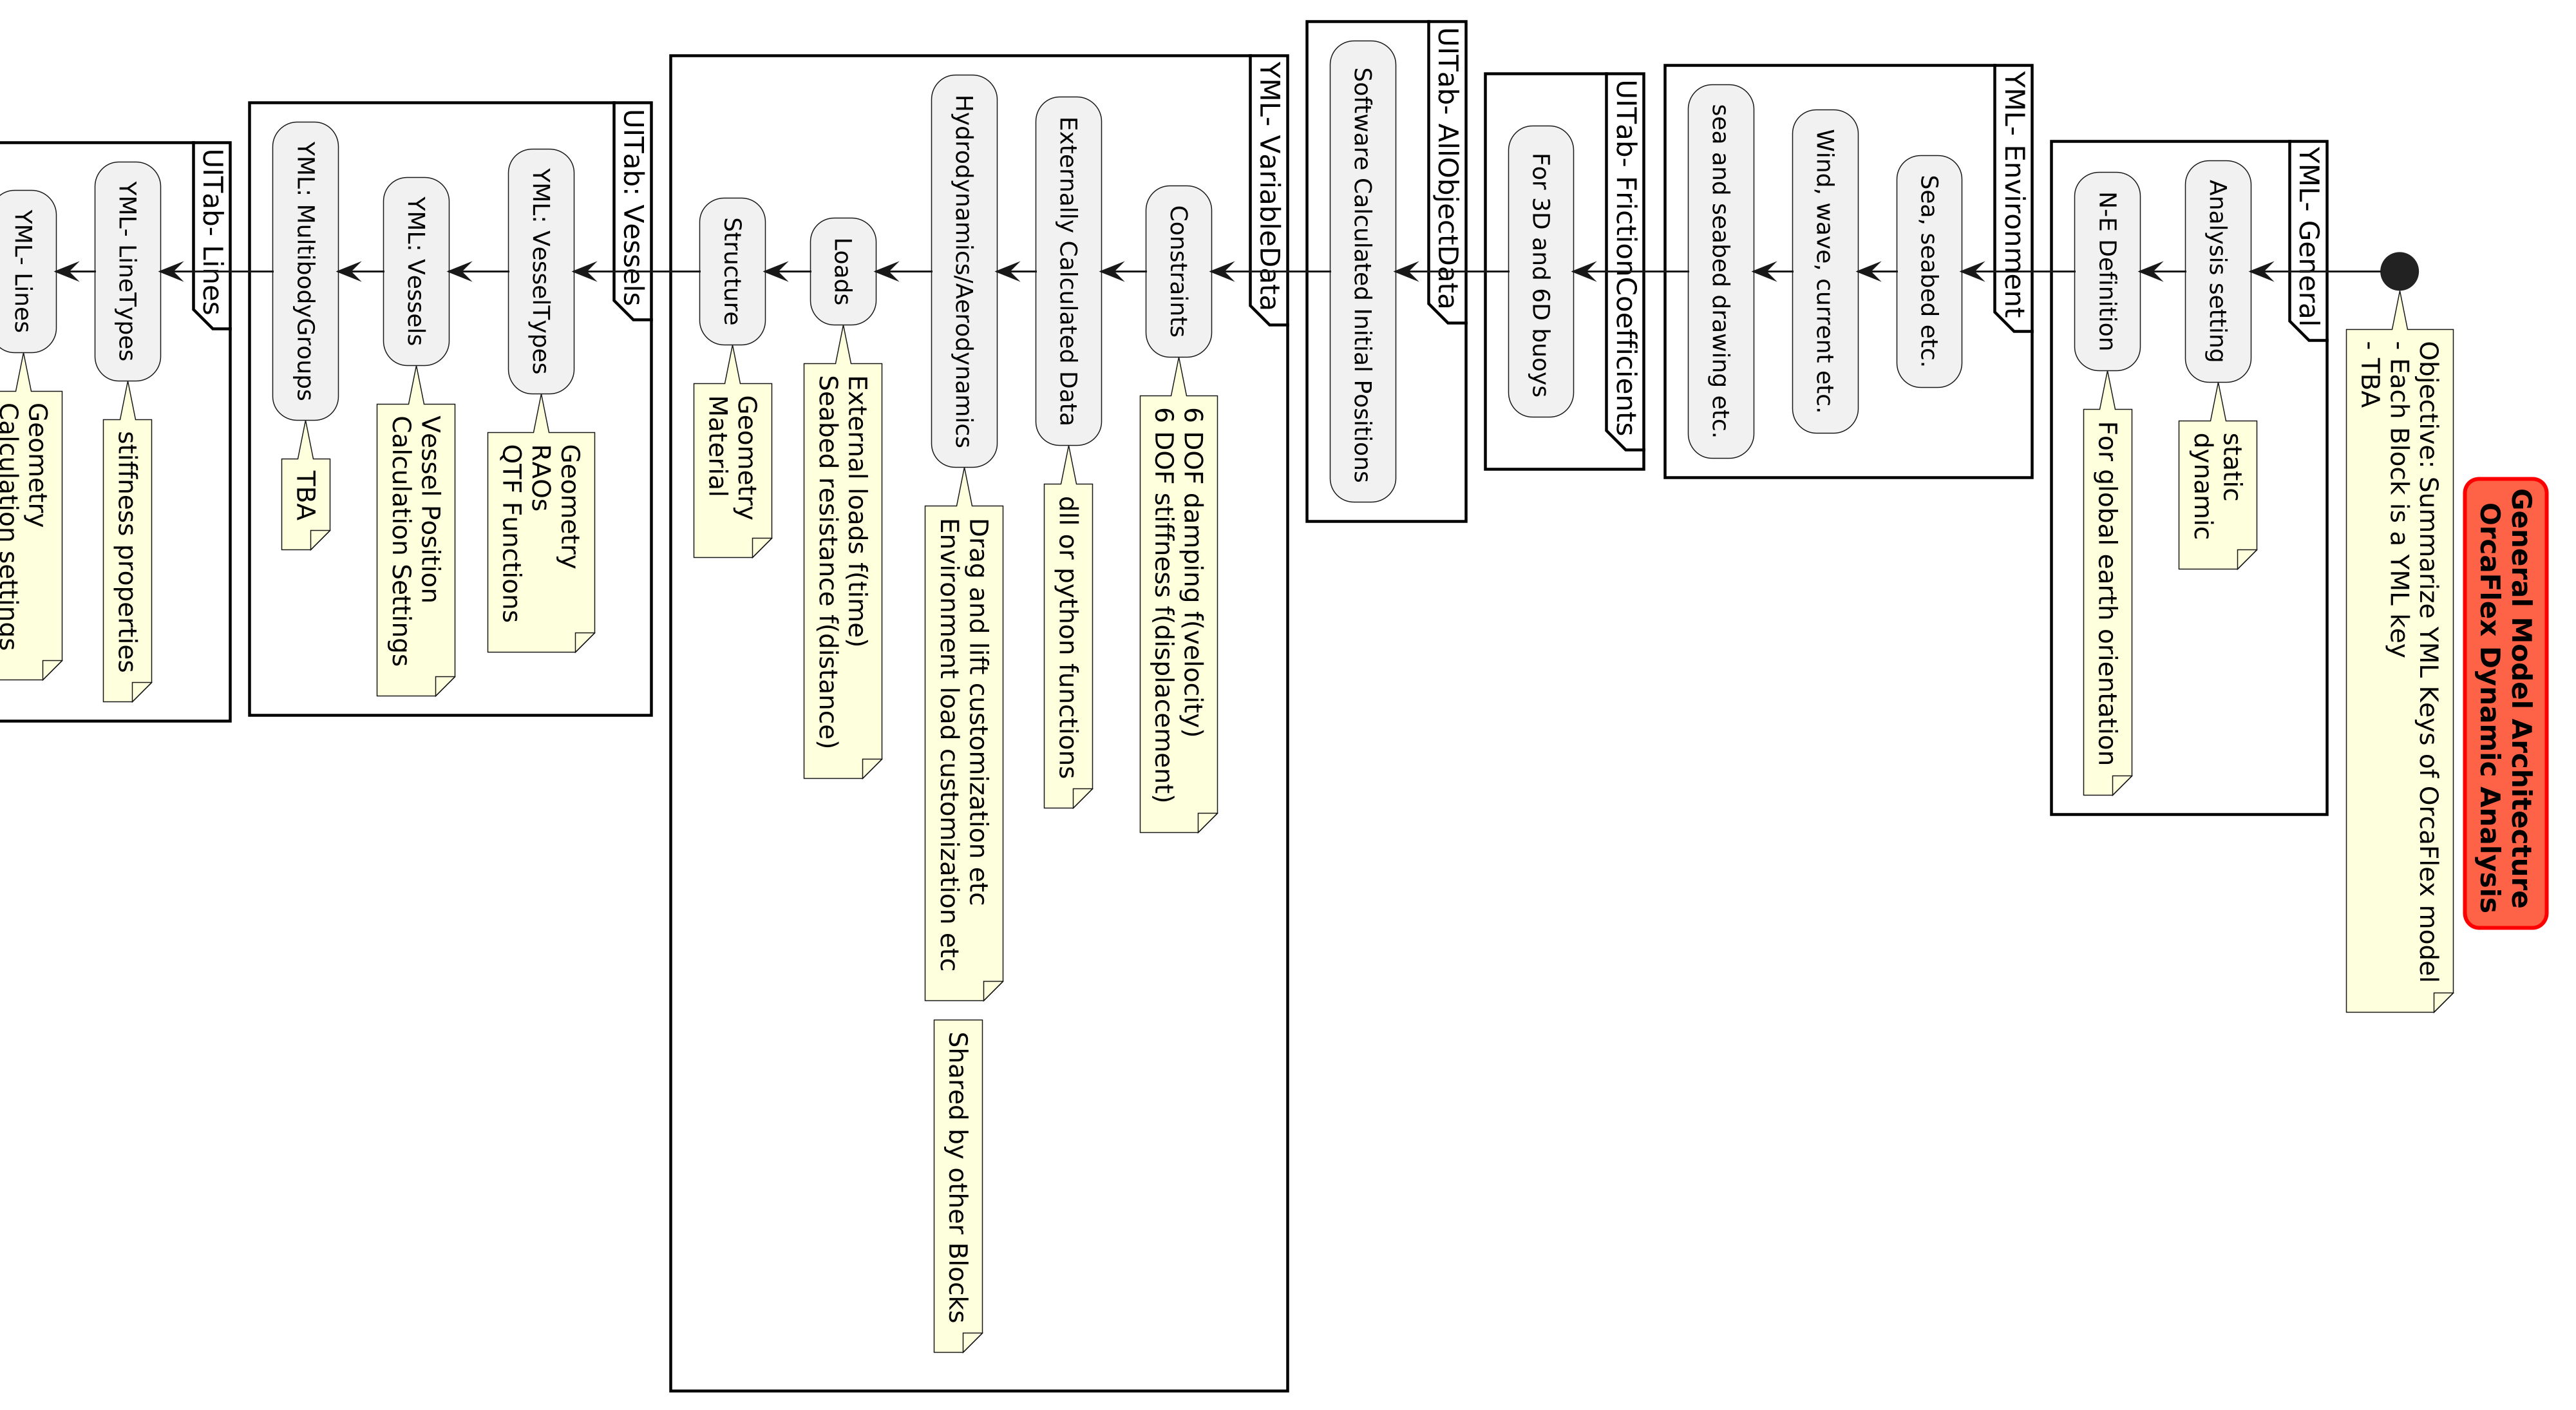 General Model Architecture
OrcaFlex Dynamic Analysis
Objective: Summarize YML Keys of OrcaFlex model
- Each Block is a YML key
- TBA
YML- General
Analysis setting
static
dynamic
N-E Definition
For global earth orientation
YML- Environment
Sea, seabed etc.
Wind, wave, current etc.
sea and seabed drawing etc.
UITab- FrictionCoefficients
For 3D and 6D buoys
UITab- AllObjectData
Software Calculated Initial Positions
YML- VariableData
Constraints
6 DOF damping f(velocity)
6 DOF stiffness f(displacement)
Externally Calculated Data
dll or python functions
Hydrodynamics/Aerodynamics
Drag and lift customization etc
Environment load customization etc
Shared by other Blocks
Loads
External loads f(time)
Seabed resistance f(distance)
Structure
Geometry
Material
UITab: Vessels
YML: VesselTypes
Geometry
RAOs
QTF Functions
YML: Vessels
Vessel Position
Calculation Settings
YML: MultibodyGroups
TBA
UITab- Lines
YML- LineTypes
stiffness properties
YML- Lines
Geometry
Calculation settings